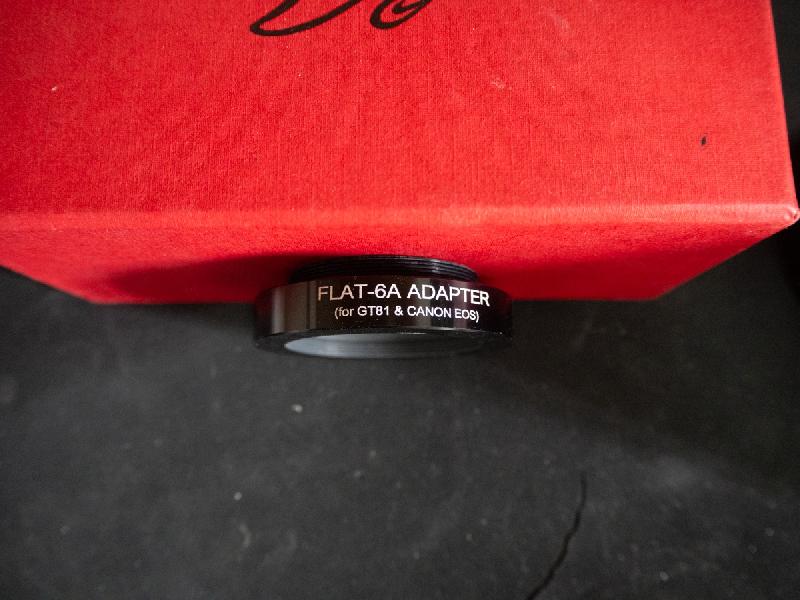 FLAT-6A ADAPTER
(for GT81 & CANON EOS)